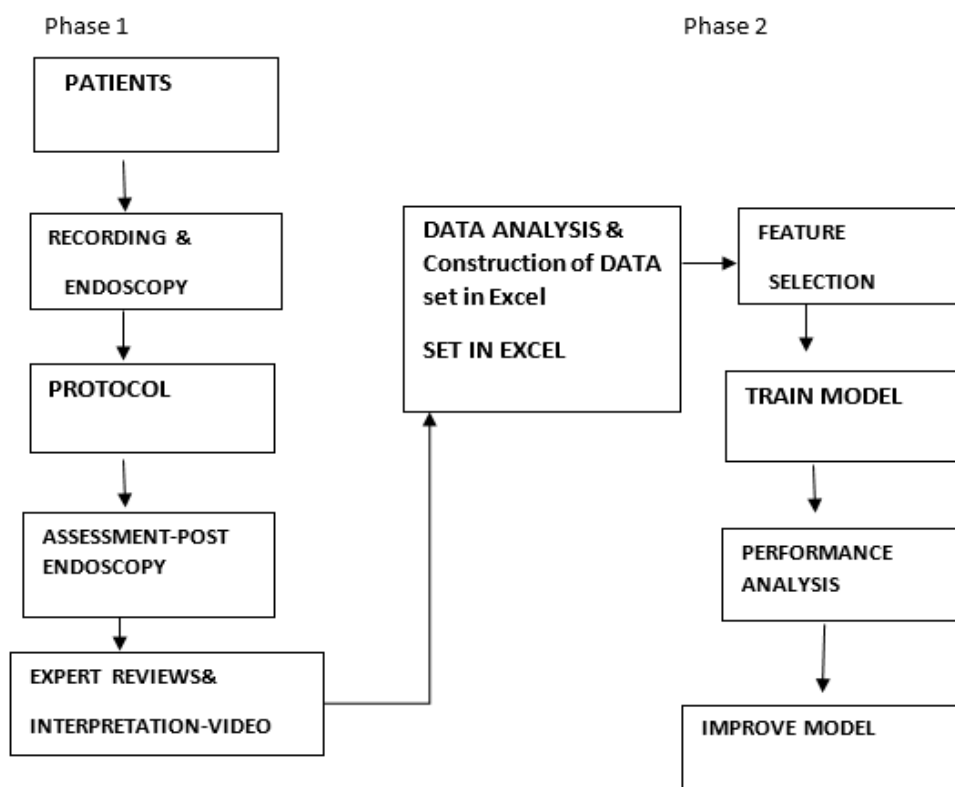 Phase 1
PATIENTS
RECORDING &
ENDOSCOPY
PROTOCOL
ASSESSMENT-POST
ENDOSCOPY
EXPERT REVIEWS&
INTERPRETATION-VIDEO
DATA ANALYSIS &
Construction of DATA
set in Excel
SET IN EXCEL
Phase 2
FEATURE
SELECTION
TRAIN MODEL
PERFORMANCE
ANALYSIS
IMPROVE MODEL